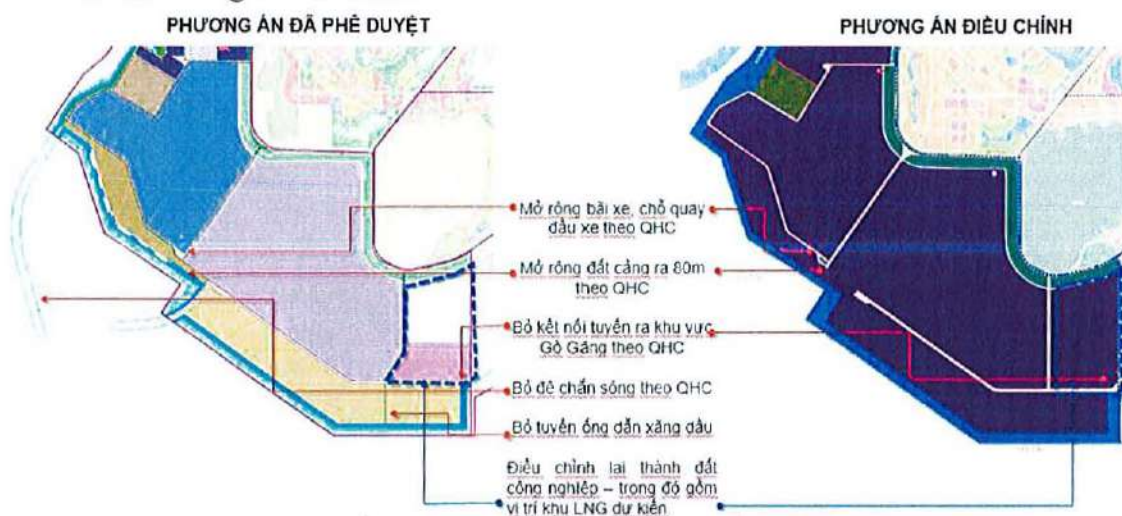 PHƯƠNG ÁN ĐÃ PHÊ DUYỆT
PHƯƠNG ÁN ĐIỀU CHỈNH
Mở rộng bãi xe, chỗ quay
đầu xe theo QHC
Mở rộng đất cảng ra 80m
theo QHC
Bỏ kết nối tuyến ra khu vực
Gò Găng theo QHC
Bỏ đê chắn sóng theo QHC
Bỏ tuyến ống dẫn xăng dầu
Điều chỉnh lại thành đất
công nghiệp – trong đó gồm
vị trí khu LNG dự kiến